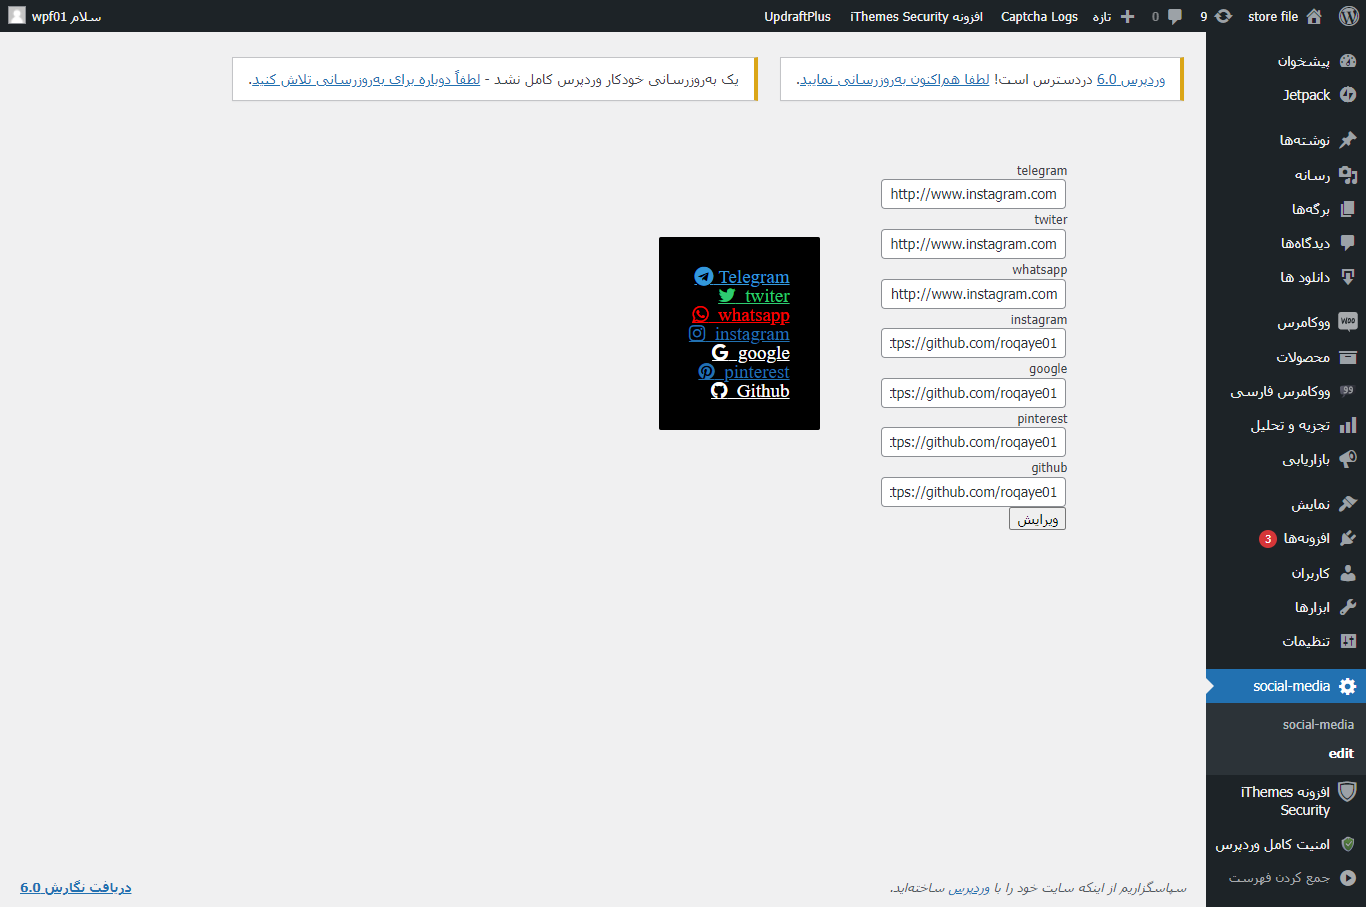 store file
9
0
تازه
Captcha Logs
افزونه iThemes Security
UpdraftPlus
سلام wpf01
پیشخوان
Jetpack
نوشته‌ها
رسانه
برگه‌ها
دیدگاه‌ها
دانلود ها
ووکامرس
محصولات
ووکامرس فارسی
تجزیه و تحلیل
بازاریابی
نمایش
افزونه‌ها 3
کاربران
ابزارها
تنظیمات
social-media
social-media
edit
افزونه iThemes
Security
امنیت کامل وردپرس
جمع کردن فهرست
وردپرس 6.0 دردسترس است! لطفا هم‌اکنون به‌روزرسانی نمایید.
یک به‌روزرسانی خودکار وردپرس کامل نشد - لطفاً دوباره برای به‌روزرسانی تلاش کنید.
telegram
http://www.instagram.com
twiter
http://www.instagram.com
whatsapp
http://www.instagram.com
instagram
tps://github.com/roqaye01
google
tps://github.com/roqaye01
pinterest
tps://github.com/roqaye01
github
tps://github.com/roqaye01
ویرایش
Telegram
twiter
whatsapp
instagram
google
pinterest
Github
سپاسگزاریم از اینکه سایت خود را با وردپرس ساخته‌اید.
دریافت نگارش 6.0